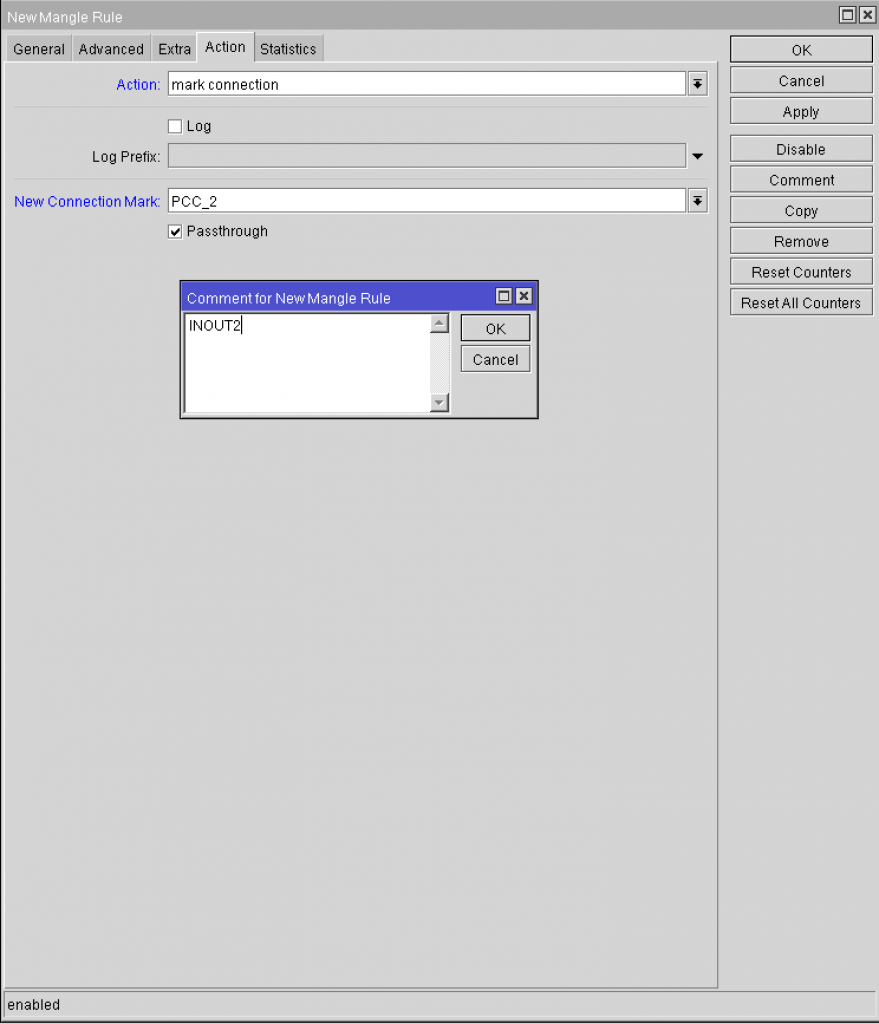 New Mangle Rule
General Advanced Extra Action Statistics
Action: mark connection
Log
Log Prefix:
New Connection Mark: PCC_2
Passthrough
Comment for New Mangle Rule
INOUT2
OK
Cancel
OK
Cancel
Apply
Disable
Comment
Copy
Remove
Reset Counters
Reset All Counters
enabled